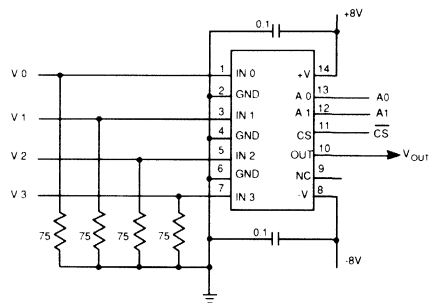 +8V
0.1
V 0
1 IN 0 +V 14
2 GND A 0 13 A0
V 1
3 IN 1 A 1 12 A1
4 GND CS 11 C̅S̅
V 2
5 IN 2 OUT 10 VOUT
6 GND NC 9
V 3
7 IN 3 -V 8
75 75 75 75
0.1
-8V